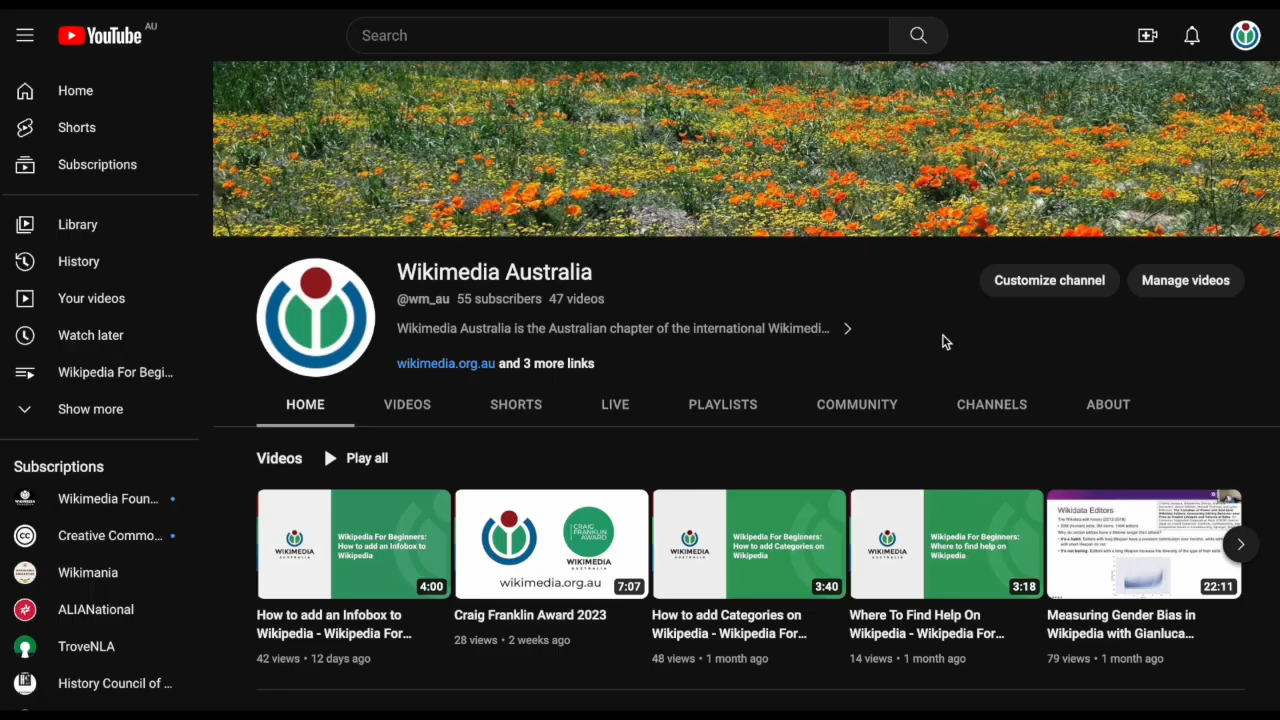 YouTube AU
Search
Home
Shorts
Subscriptions
Library
History
Your videos
Watch later
Wikipedia For Begi...
Show more
Subscriptions
Wikimedia Foun...
Creative Commo...
Wikimania
ALIANational
TroveNLA
History Council of ...
Wikimedia Australia
@wm_au 55 subscribers 47 videos
Wikimedia Australia is the Australian chapter of the international Wikimedi...
wikimedia.org.au and 3 more links
Customize channel
Manage videos
HOME VIDEOS SHORTS LIVE PLAYLISTS COMMUNITY CHANNELS ABOUT
Videos Play all
WIKIMEDIA
AUSTRALIA
Wikipedia For Beginners:
How to add an Infobox to
Wikipedia
4:00
How to add an Infobox to
Wikipedia - Wikipedia For...
42 views • 12 days ago
CRAIG
FRANKLIN
AWARD
WIKIMEDIA
AUSTRALIA
wikimedia.org.au
7:07
Craig Franklin Award 2023
28 views • 2 weeks ago
WIKIMEDIA
AUSTRALIA
Wikipedia For Beginners:
How to add Categories on
Wikipedia
3:40
How to add Categories on
Wikipedia - Wikipedia For...
48 views • 1 month ago
WIKIMEDIA
AUSTRALIA
Wikipedia For Beginners:
Where to find help on
Wikipedia
3:18
Where To Find Help On
Wikipedia - Wikipedia For...
14 views • 1 month ago
Wikidata Editors
22:11
Measuring Gender Bias in
Wikipedia with Gianluca...
79 views • 1 month ago